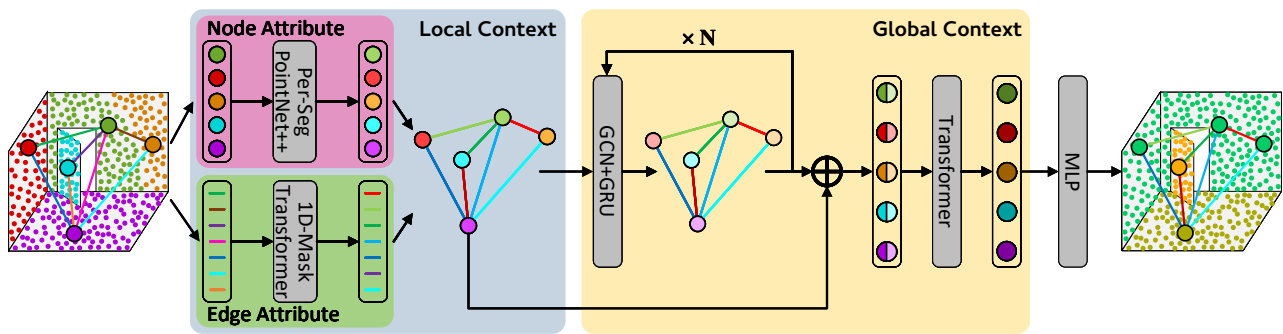 Node Attribute
Per-Seg
PointNet++
Local Context
1D-Mask
Transformer
Edge Attribute
Global Context
× N
GCN+GRU
Transformer
MLP